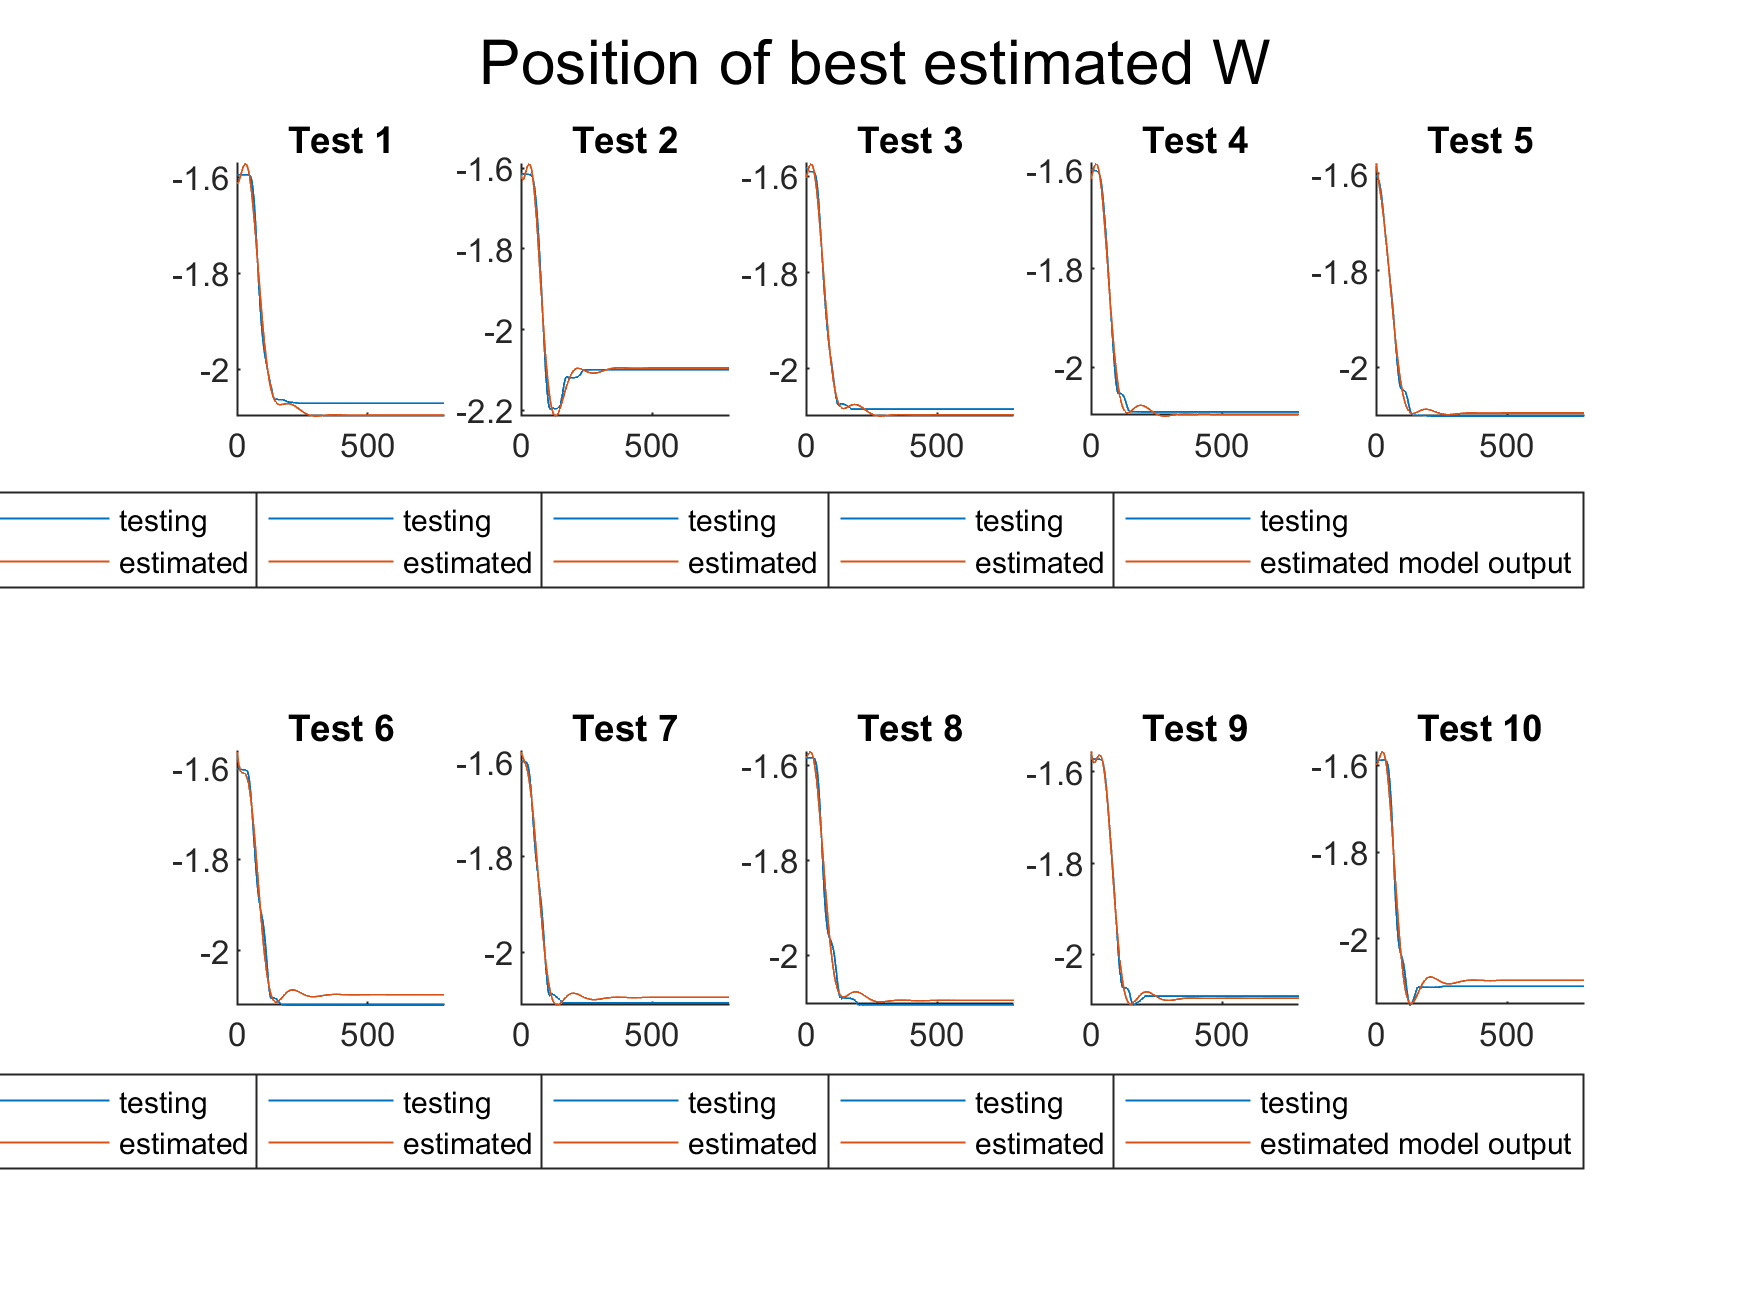 Position of best estimated W
Test 1 Test 2 Test 3 Test 4 Test 5
-1.6 -1.6 -1.6 -1.6 -1.6
-1.8 -1.8 -1.8 -1.8 -1.8
-2 -2 -2 -2 -2
-2.2
0 500 0 500 0 500 0 500 0 500
testing testing testing testing testing
estimated estimated estimated estimated estimated model output
Test 6 Test 7 Test 8 Test 9 Test 10
-1.6 -1.6 -1.6 -1.6 -1.6
-1.8 -1.8 -1.8 -1.8 -1.8
-2 -2 -2 -2 -2
0 500 0 500 0 500 0 500 0 500
testing testing testing testing testing
estimated estimated estimated estimated estimated model output